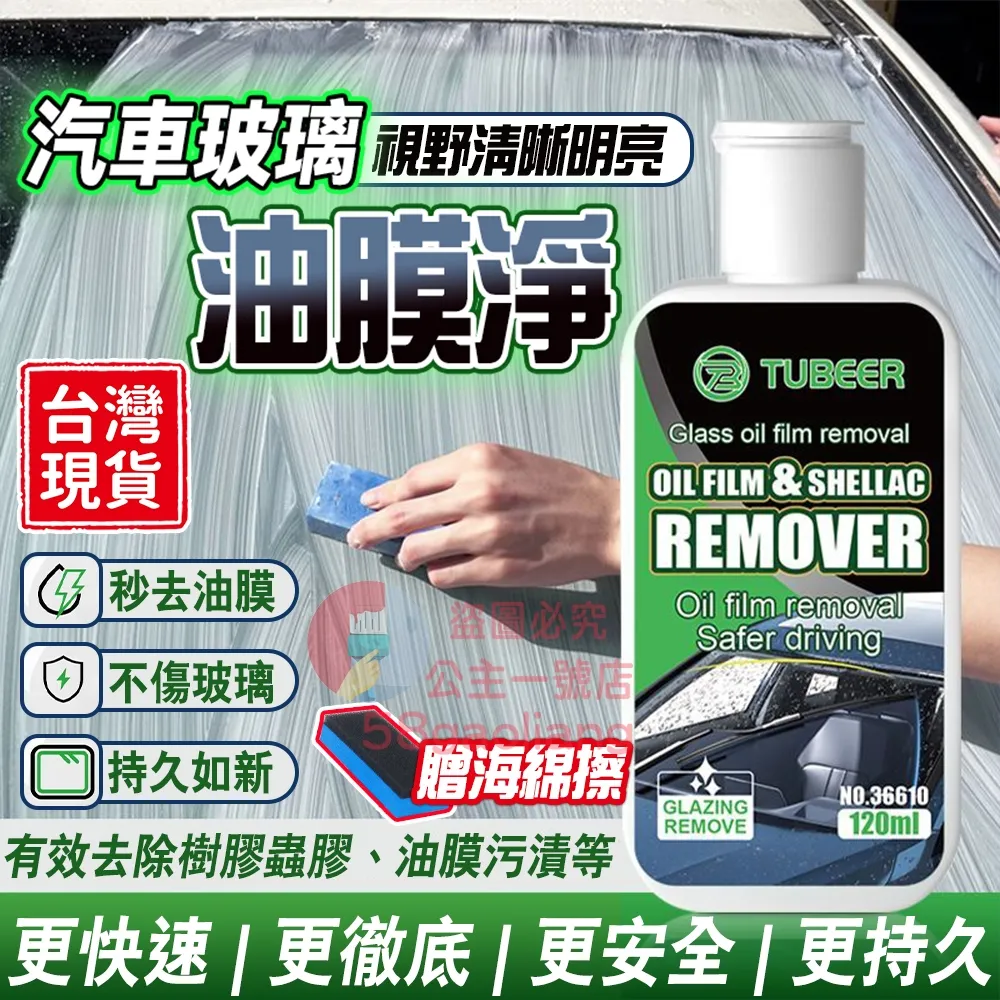 汽車玻璃
視野清晰明亮
油膜淨
台灣
現貨
秒去油膜
不傷玻璃
持久如新
盜圖必究
公主一號店
58gaoliang
贈海綿擦
TUBEER
Glass oil film removal
OIL FILM & SHELLAC
REMOVER
Oil film removal
Safer driving
GLAZING
REMOVE
NO.36610
120ml
有效去除樹膠蟲膠、油膜污漬等
更快速 | 更徹底 | 更安全 | 更持久